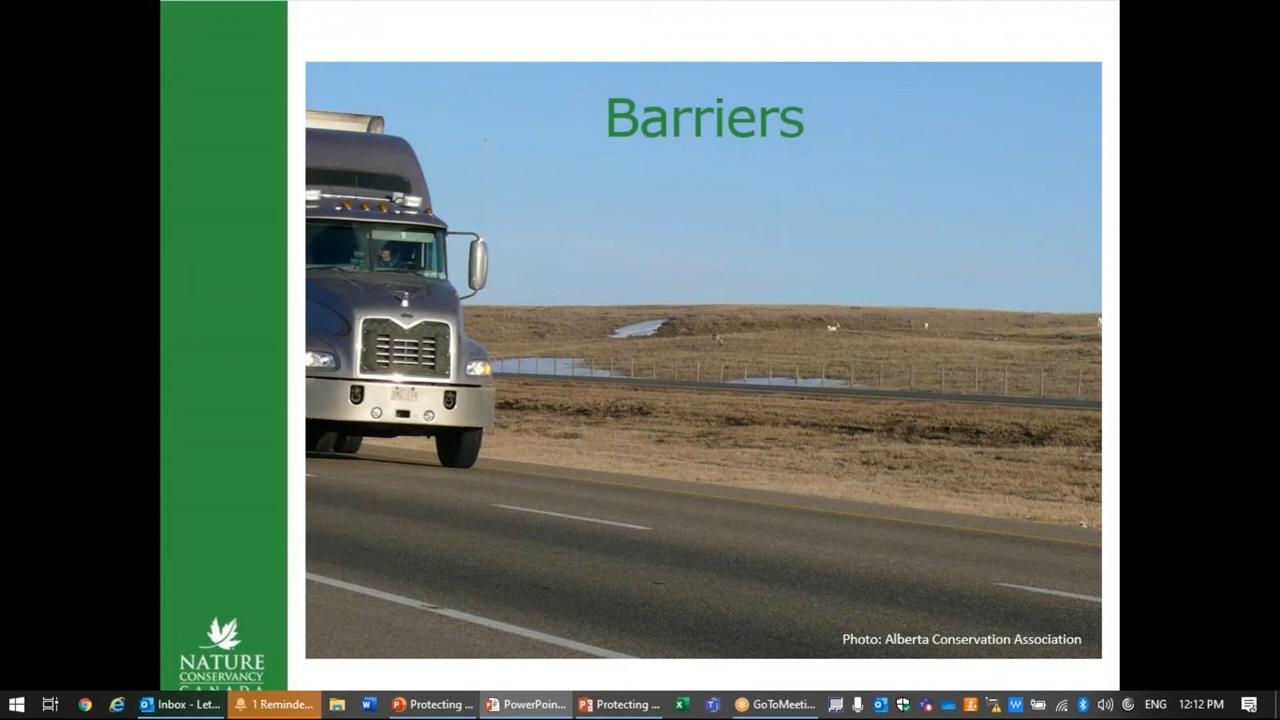 Barriers
Photo: Alberta Conservation Association
NATURE
CONSERVANCY
CANADA
Inbox - Let...
1 Reminde...
Protecting ...
PowerPoin...
Protecting ...
GoToMeeti...
ENG
12:12 PM